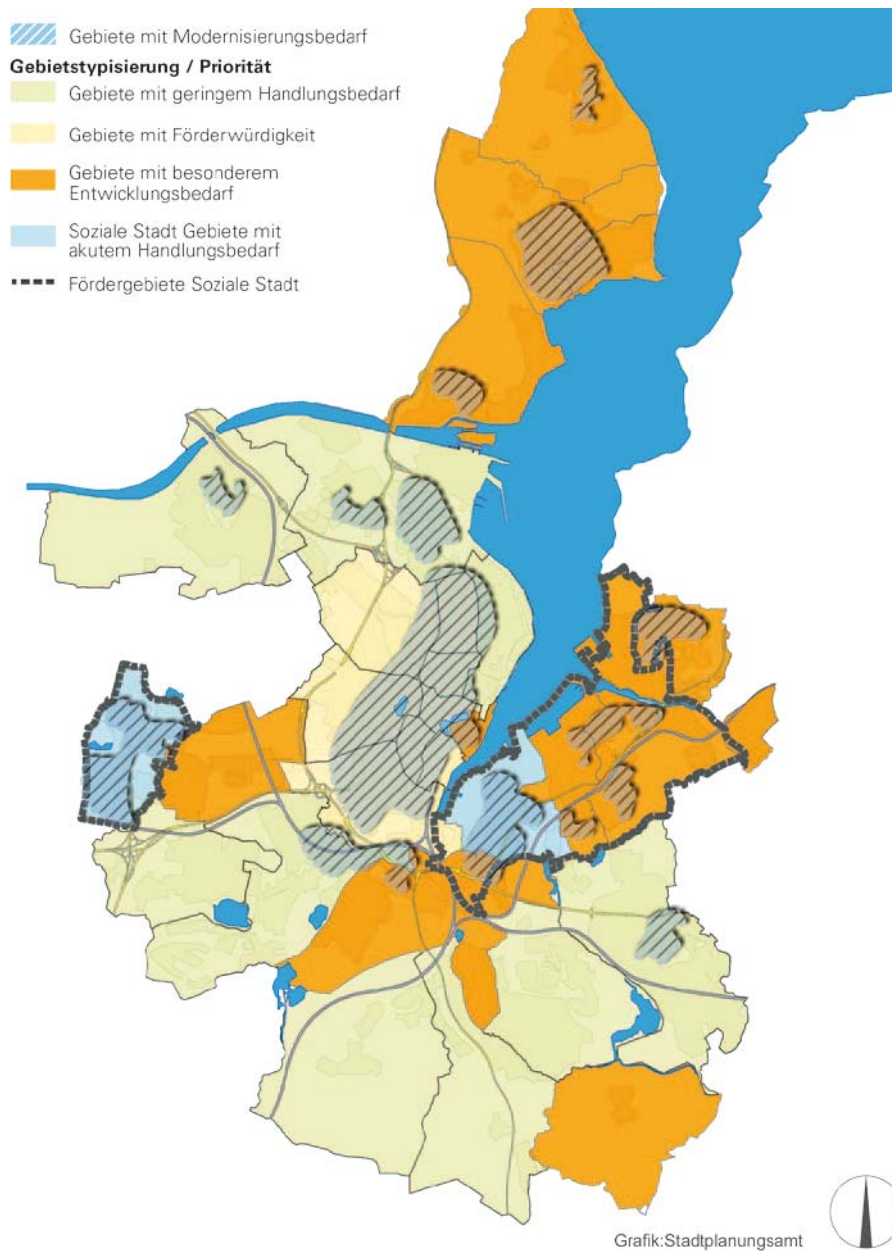 Gebiete mit Modernisierungsbedarf
Gebietstypisierung / Priorität
Gebiete mit geringem Handlungsbedarf
Gebiete mit Förderwürdigkeit
Gebiete mit besonderem
Entwicklungsbedarf
Soziale Stadt Gebiete mit
akutem Handlungsbedarf
Fördergebiete Soziale Stadt
Grafik:Stadtplanungsamt